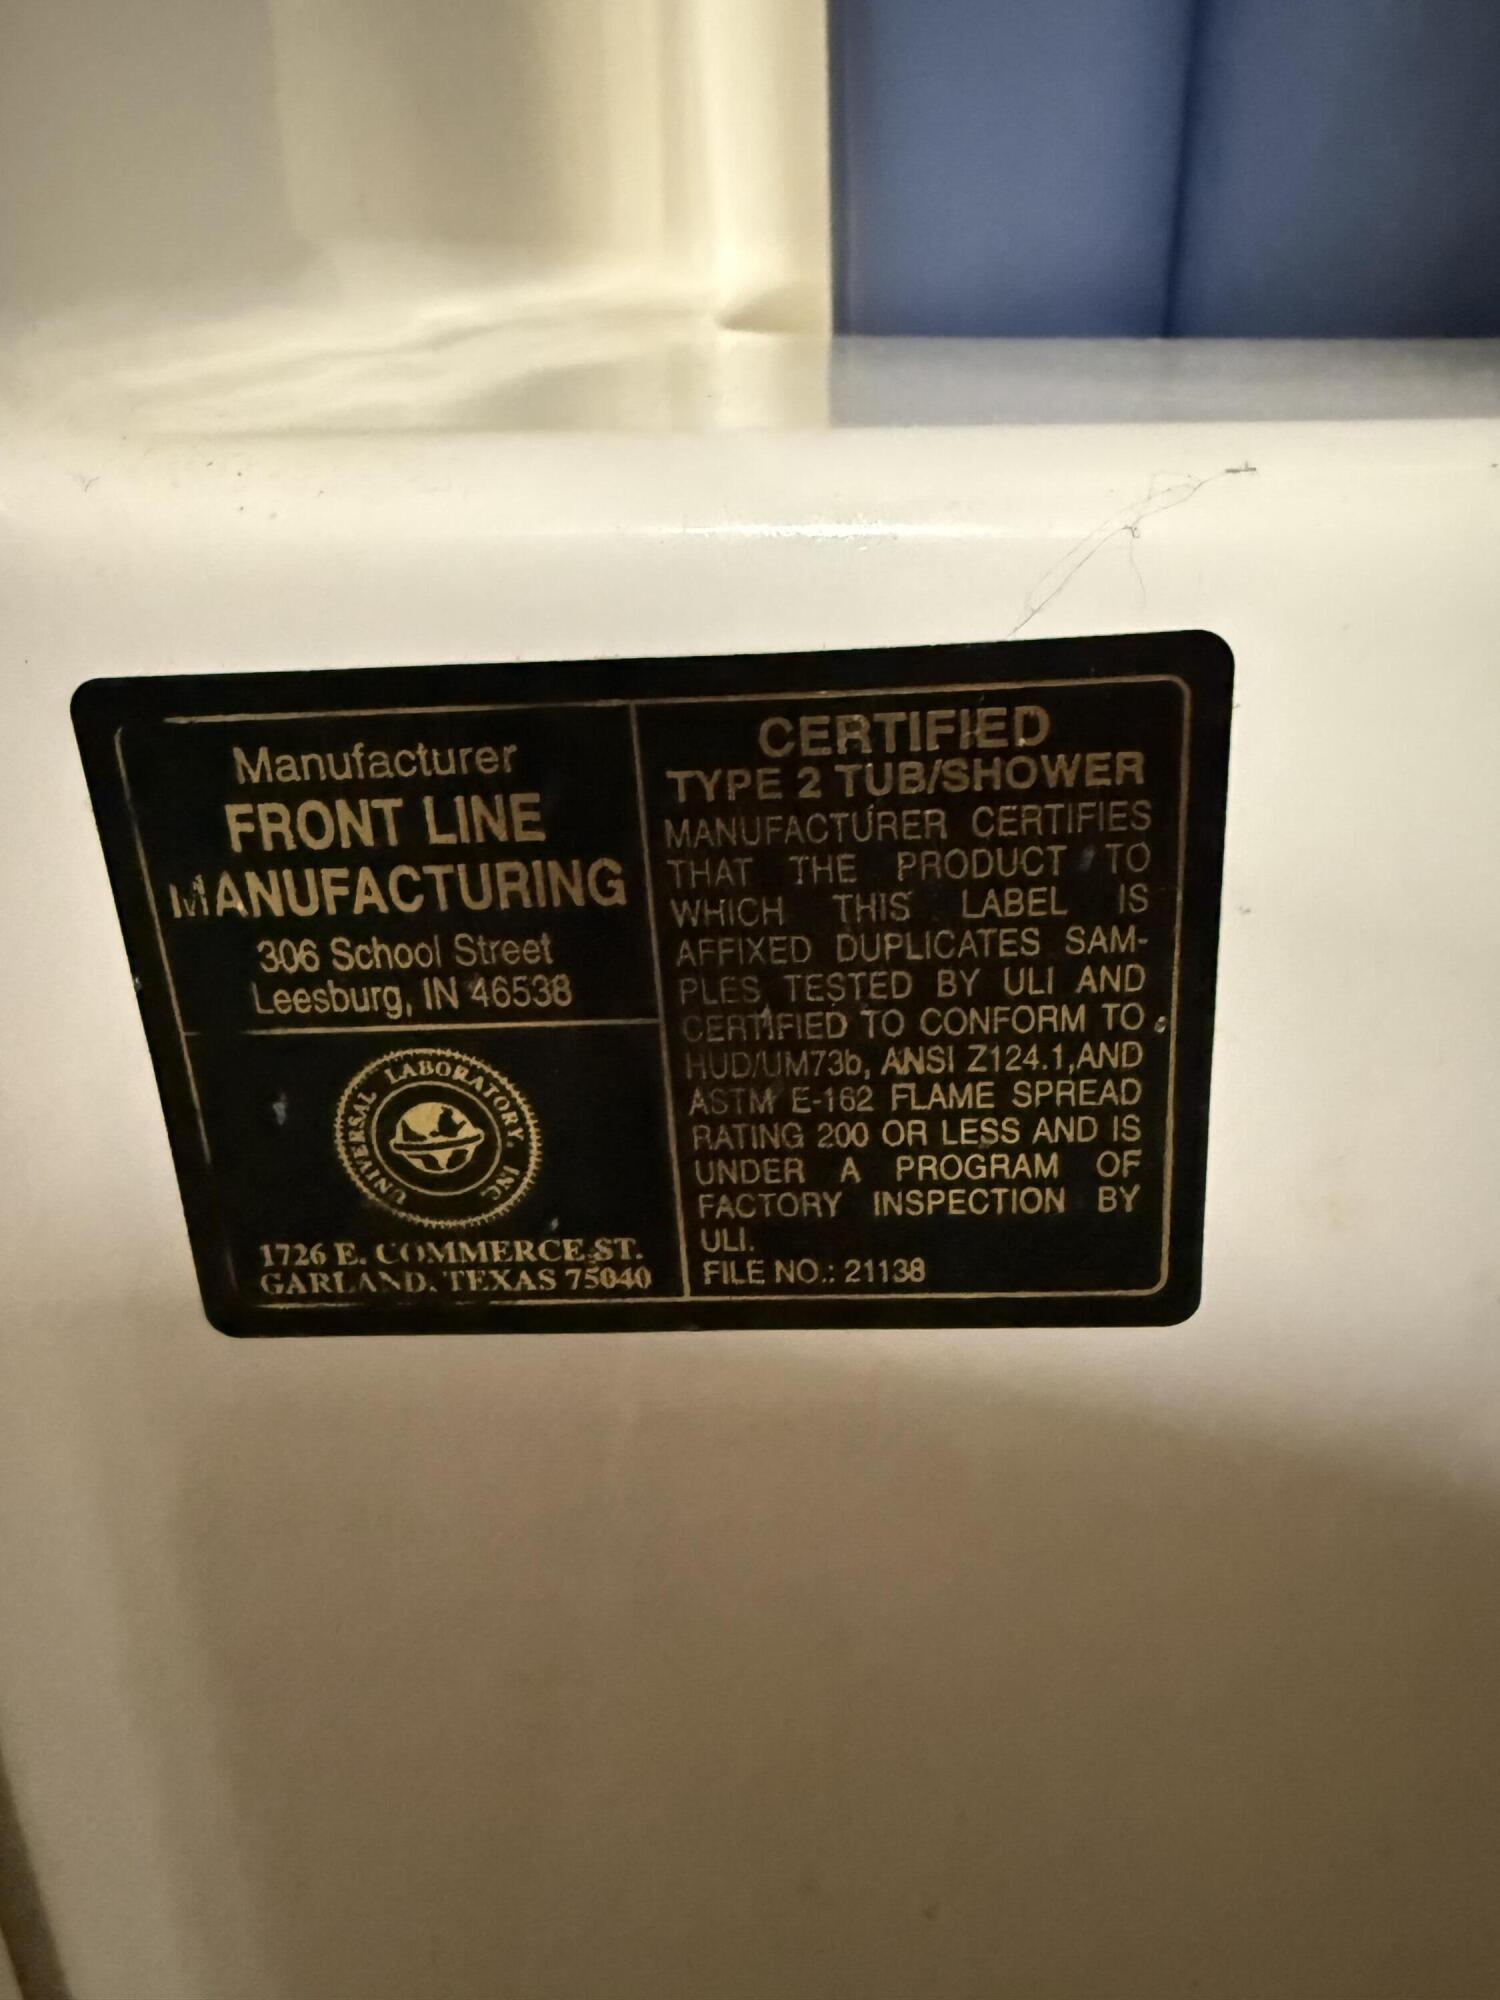 Manufacturer
FRONT LINE
MANUFACTURING
306 School Street
Leesburg, IN 46538
UNIVERSAL LABORATORY, INC.
1726 E. COMMERCE ST.
GARLAND, TEXAS 75040
CERTIFIED
TYPE 2 TUB/SHOWER
MANUFACTURER CERTIFIES
THAT THE PRODUCT TO
WHICH THIS LABEL IS
AFFIXED DUPLICATES SAM-
PLES TESTED BY ULI AND
CERTIFIED TO CONFORM TO
HUD/UM73b, ANSI Z124.1,AND
ASTM E-162 FLAME SPREAD
RATING 200 OR LESS AND IS
UNDER A PROGRAM OF
FACTORY INSPECTION BY
ULI.
FILE NO.: 21138